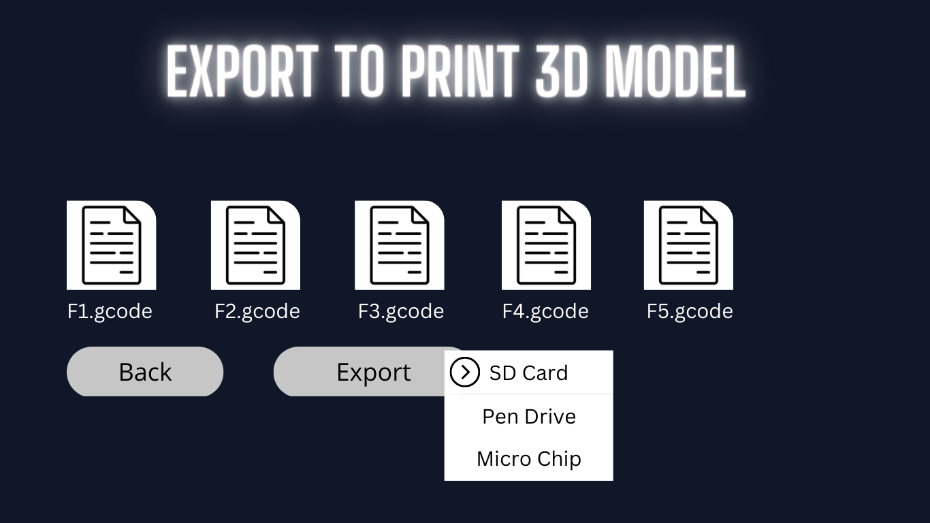 EXPORT TO PRINT 3D MODEL
F1.gcode
F2.gcode
F3.gcode
F4.gcode
F5.gcode
Back
Export
SD Card
Pen Drive
Micro Chip